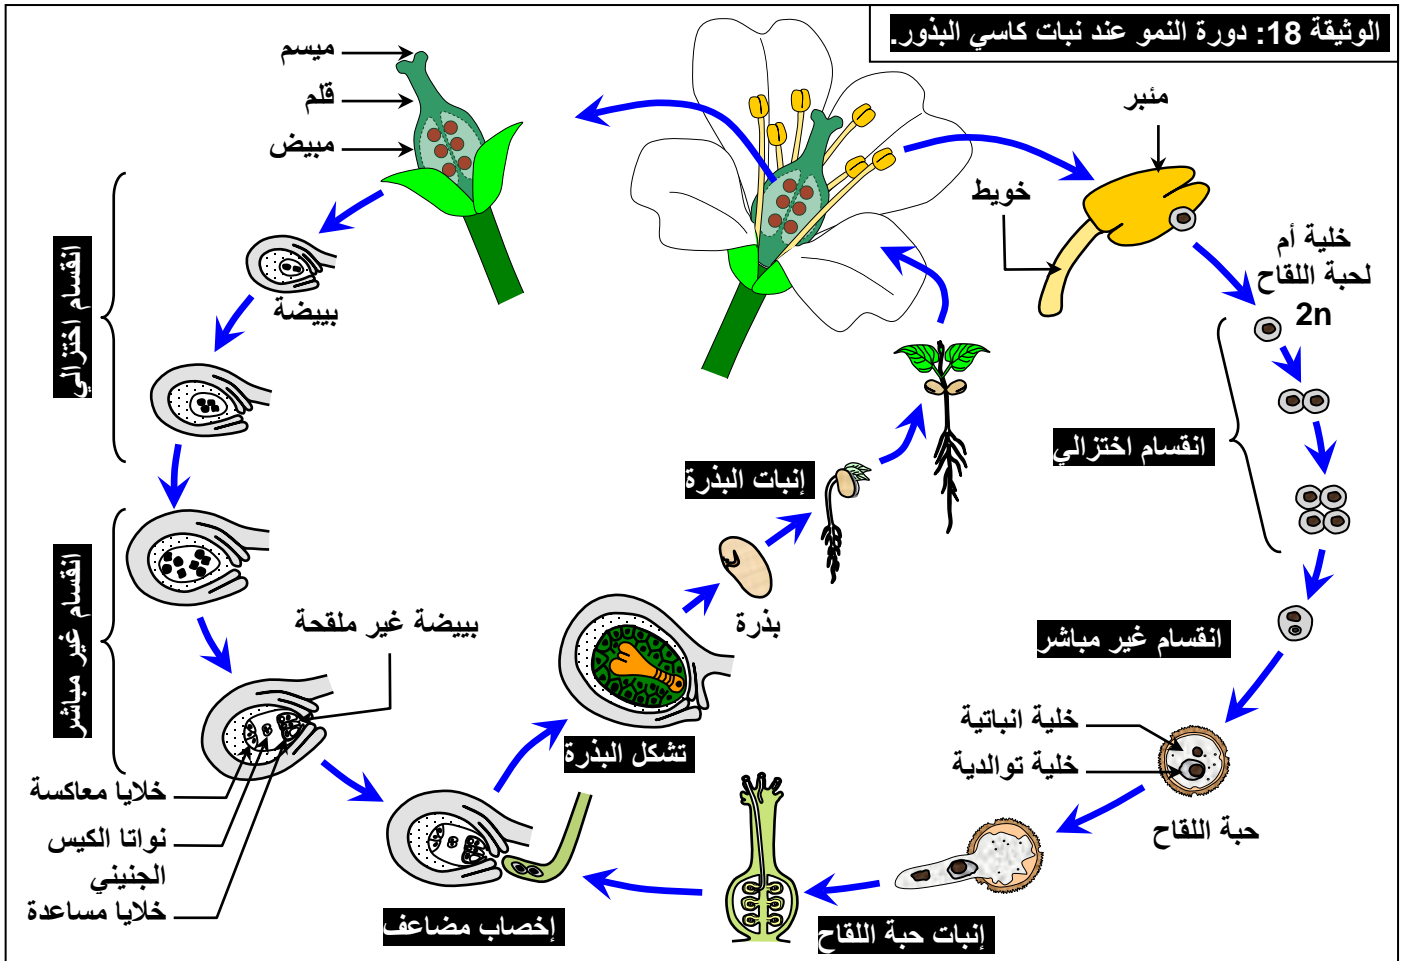 الوثيقة 18: دورة النمو عند نبات كاسي البذور.
ميسم
قلم
مبيض
مئبر
خويط
خلية أم
لحبة اللقاح
2n
انقسام اختزالي
انقسام غير مباشر
خلية انباتية
خلية توالدية
حبة اللقاح
إنبات حبة اللقاح
بييضة
انقسام اختزالي
انقسام غير مباشر
بييضة غير ملقحة
خلايا معاكسة
نواتا الكيس
الجنيني
خلايا مساعدة
إخصاب مضاعف
تشكل البذرة
بذرة
إنبات البذرة